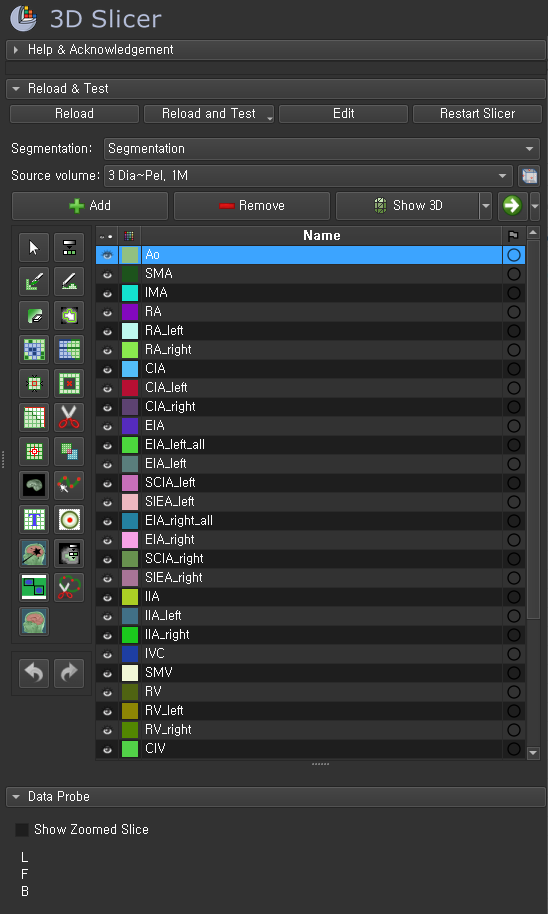 3D Slicer
Help & Acknowledgement
Reload & Test
Reload Reload and Test Edit Restart Slicer
Segmentation: Segmentation
Source volume: 3 Dia~Pel, 1M
Add Remove Show 3D
Name
Ao
SMA
IMA
RA
RA_left
RA_right
CIA
CIA_left
CIA_right
EIA
EIA_left_all
EIA_left
SCIA_left
SIEA_left
EIA_right_all
EIA_right
SCIA_right
SIEA_right
IIA
IIA_left
IIA_right
IVC
SMV
RV
RV_left
RV_right
CIV
Data Probe
Show Zoomed Slice
L
F
B